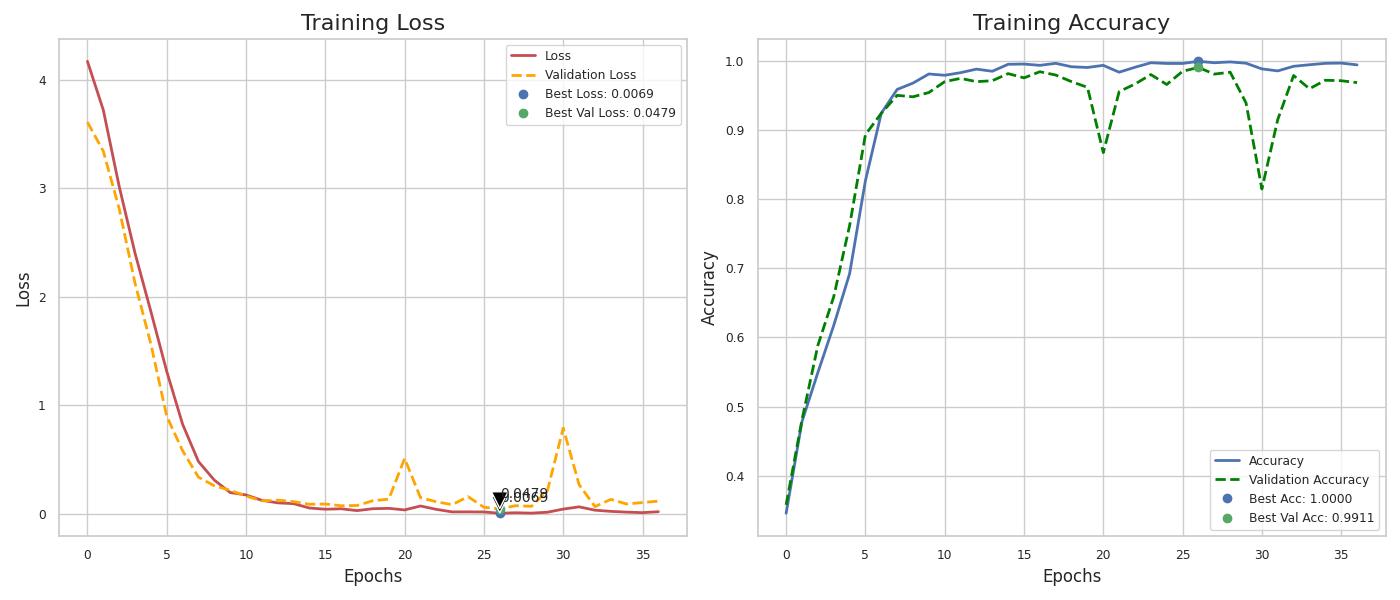 Training Loss
Loss
Validation Loss
Best Loss: 0.0069
Best Val Loss: 0.0479
4
3
2
1
0
Loss
0.0479
0.0069
0 5 10 15 20 25 30 35
Epochs
Training Accuracy
1.0
0.9
0.8
0.7
0.6
0.5
0.4
Accuracy
Accuracy
Validation Accuracy
Best Acc: 1.0000
Best Val Acc: 0.9911
0 5 10 15 20 25 30 35
Epochs